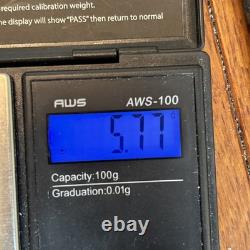 required calibration weight.
e display will show "PASS" then return to normal
AWS AWS-100
5.77
Capacity:100g
Graduation:0.01g
ebay